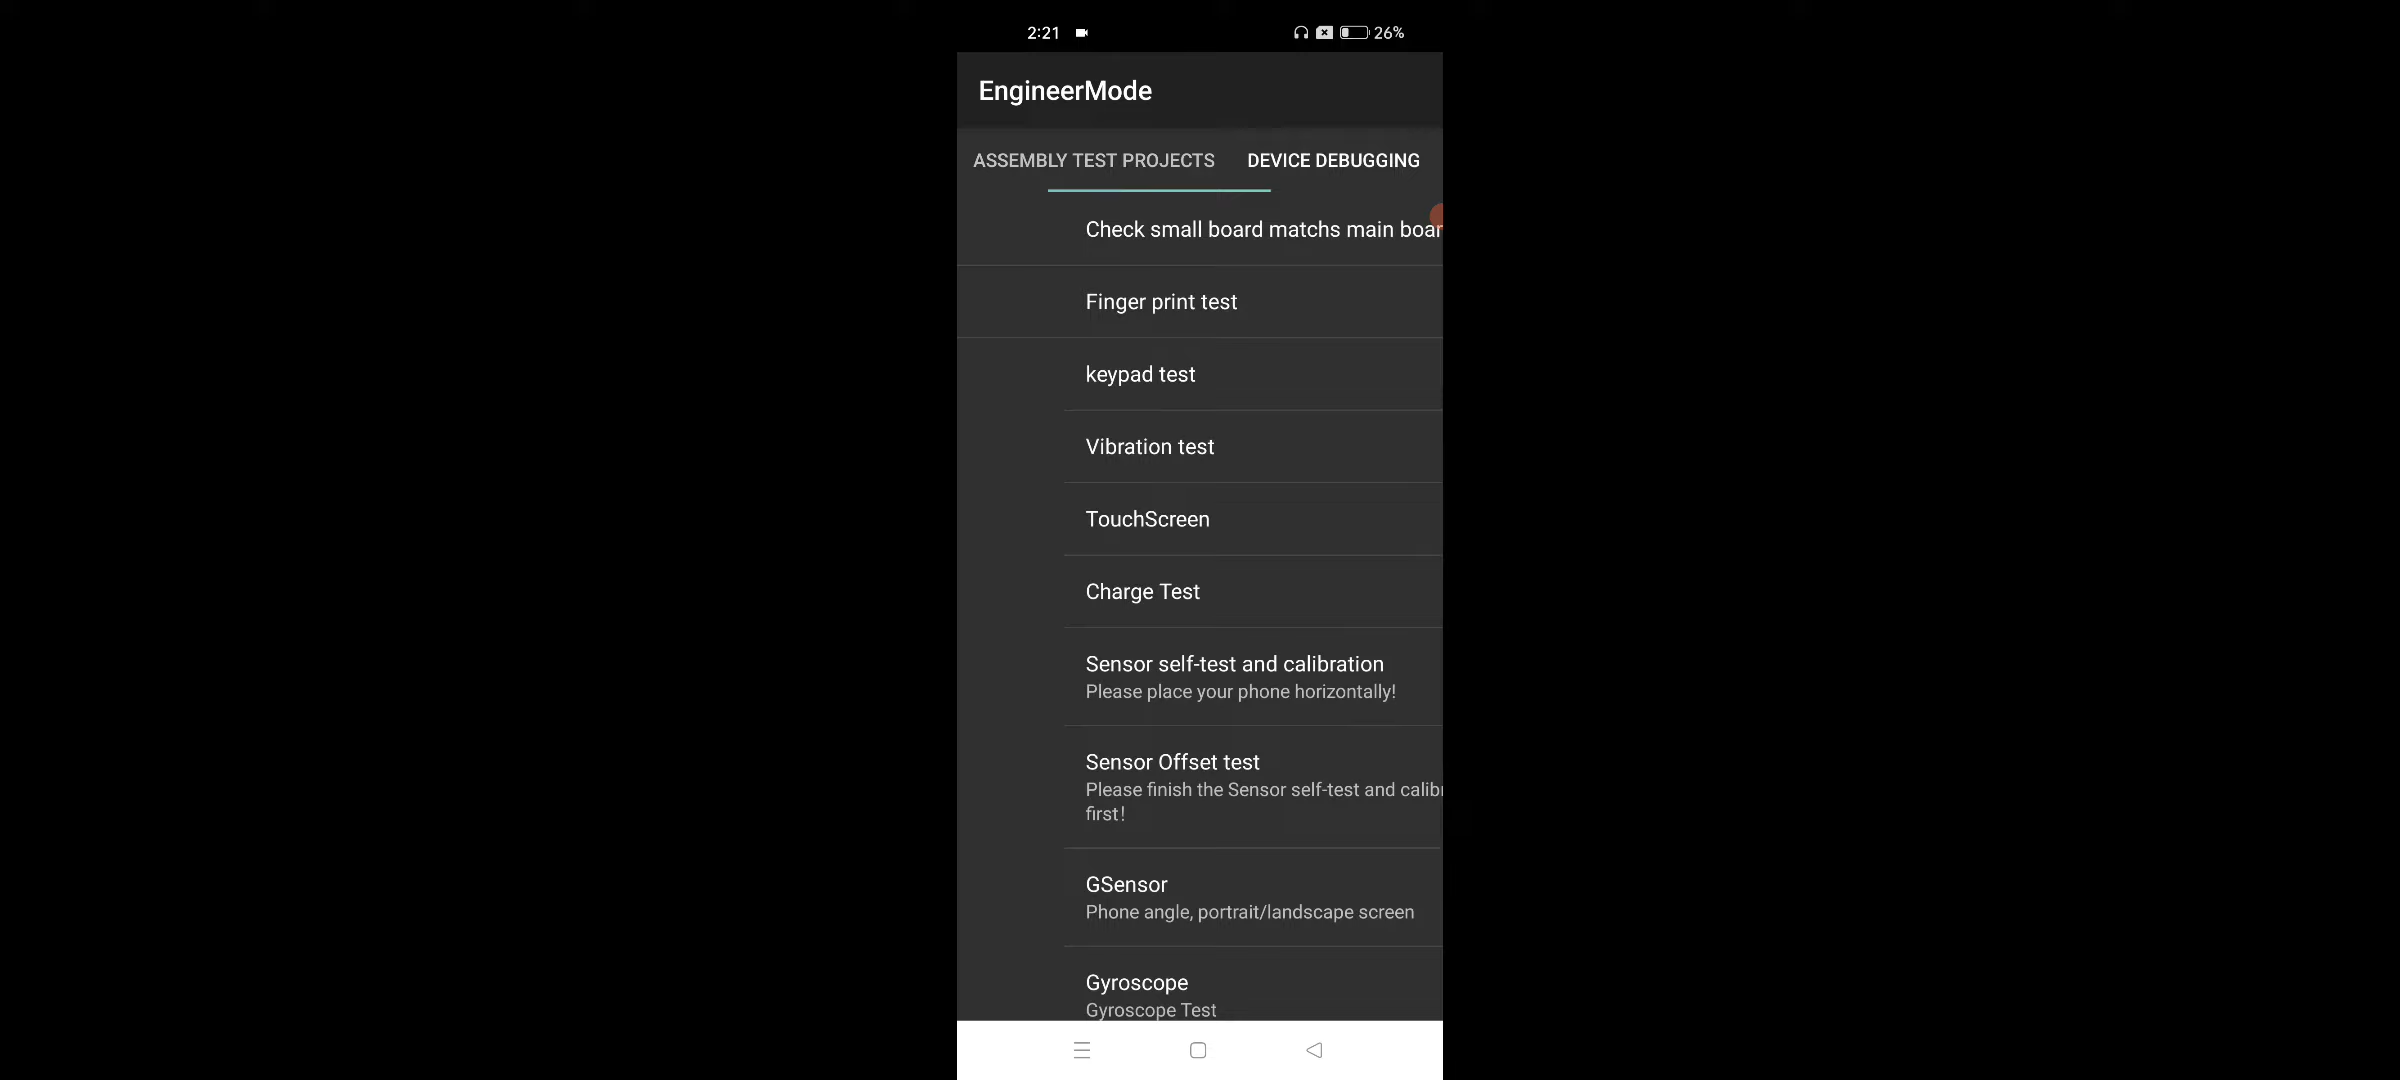 2:21 26%
EngineerMode
ASSEMBLY TEST PROJECTS DEVICE DEBUGGING
Check small board matchs main boar
Finger print test
keypad test
Vibration test
TouchScreen
Charge Test
Sensor self-test and calibration
Please place your phone horizontally!
Sensor Offset test
Please finish the Sensor self-test and calib
first!
GSensor
Phone angle, portrait/landscape screen
Gyroscope
Gyroscope Test